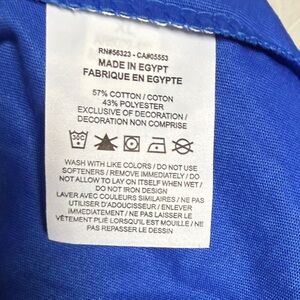 RN#56323 - CA#05553
MADE IN EGYPT
FABRIQUE EN EGYPTE
57% COTTON / COTON
43% POLYESTER
EXCLUSIVE OF DECORATION /
DECORATION NON COMPRISE
WASH WITH LIKE COLORS / DO NOT USE
SOFTENERS / REMOVE IMMEDIATELY / DO
NOT ALLOW TO LAY ON ITSELF WHEN WET /
DO NOT IRON DESIGN
LAVER AVEC COULEURS SIMILAIRES / NE PAS
UTILISER D'ADOUCISSEUR / ENLEVER
IMMEDIATEMENT / NE PAS LAISSER LE
VÊTEMENT PLIÉ LORSQU'IL EST MOUILLE / NE
PAS REPASSER L'IMPRIMÉ